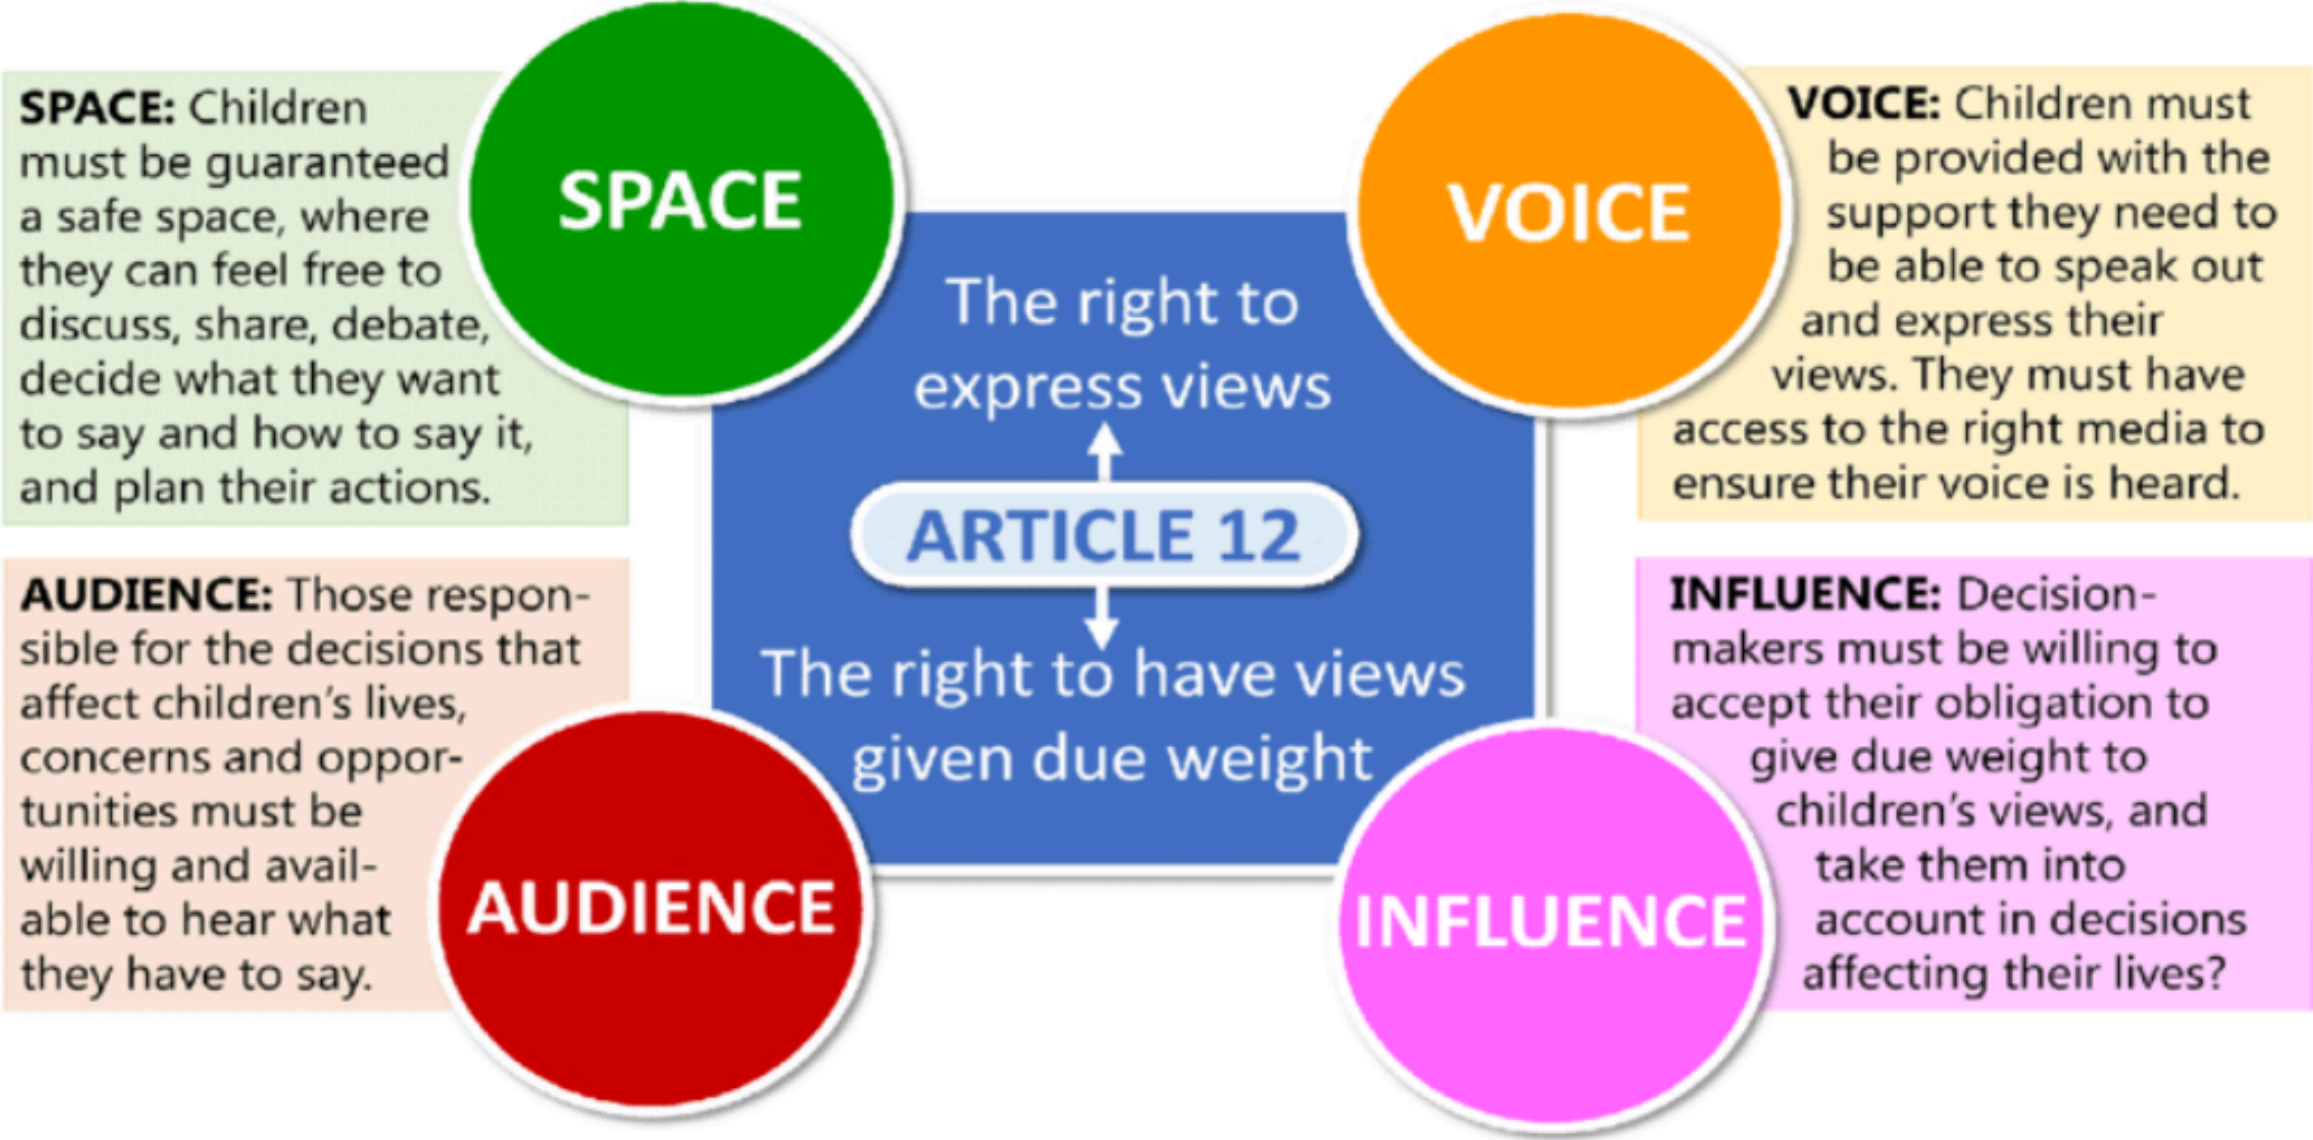 SPACE: Children
must be guaranteed
a safe space, where
they can feel free to
discuss, share, debate,
decide what they want
to say and how to say it,
and plan their actions.
SPACE
VOICE
VOICE: Children must
be provided with the
support they need to
be able to speak out
and express their
views. They must have
access to the right media to
ensure their voice is heard.
The right to
express views
ARTICLE 12
The right to have views
given due weight
AUDIENCE: Those respon-
sible for the decisions that
affect children’s lives,
concerns and oppor-
tunities must be
willing and avail-
able to hear what
they have to say.
AUDIENCE
INFLUENCE
INFLUENCE: Decision-
makers must be willing to
accept their obligation to
give due weight to
children’s views, and
take them into
account in decisions
affecting their lives?